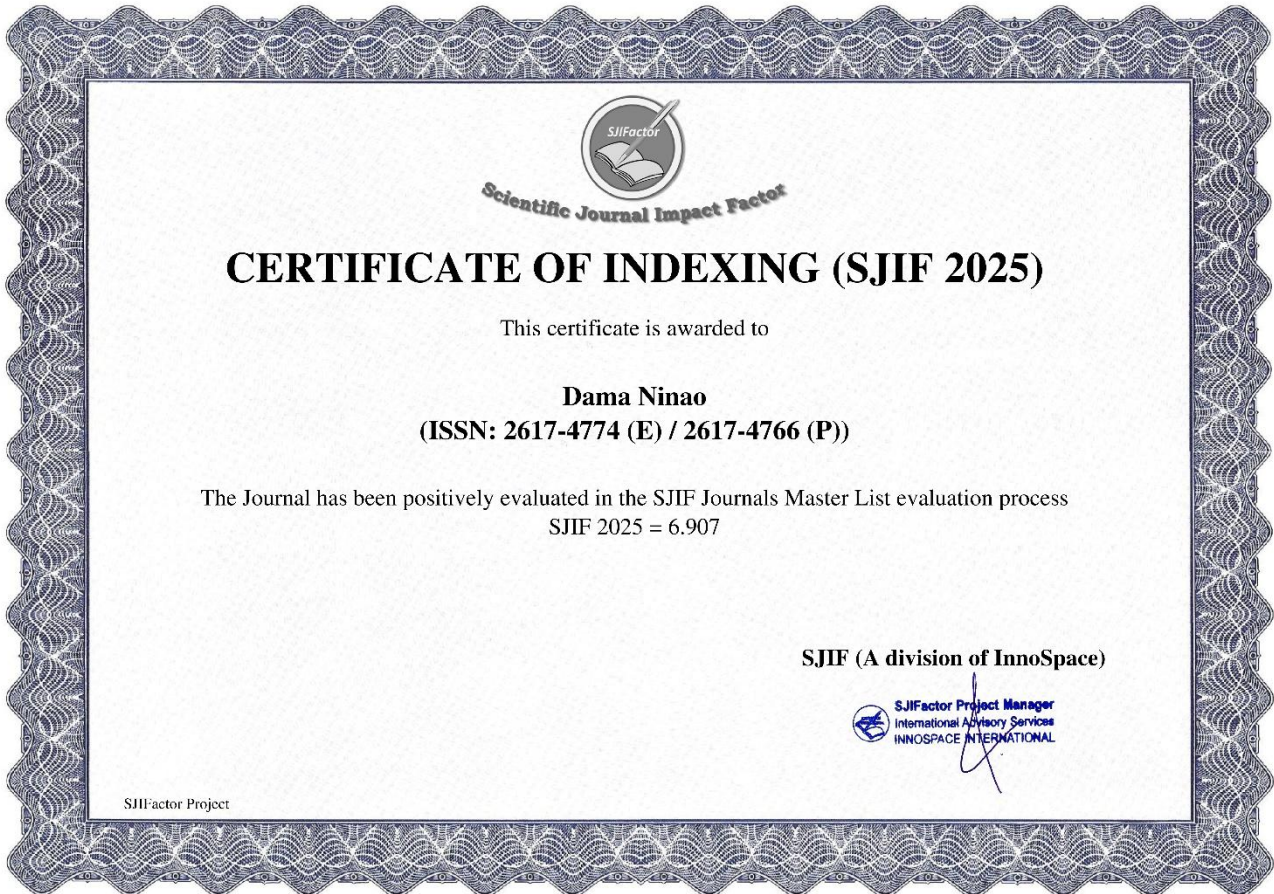 SJIFactor
Scientific Journal Impact Factor
CERTIFICATE OF INDEXING (SJIF 2025)
This certificate is awarded to
Dama Ninao
(ISSN: 2617-4774 (E) / 2617-4766 (P))
The Journal has been positively evaluated in the SJIF Journals Master List evaluation process
SJIF 2025 = 6.907
SJIF (A division of InnoSpace)
SJIFactor Project Manager
International Advisory Services
INNOSPACE INTERNATIONAL
SJIFactor Project